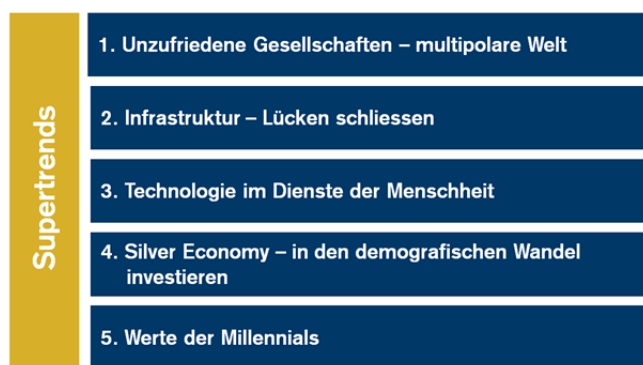 Supertrends
1. Unzufriedene Gesellschaften – multipolare Welt
2. Infrastruktur – Lücken schliessen
3. Technologie im Dienste der Menschheit
4. Silver Economy – in den demografischen Wandel
investieren
5. Werte der Millennials